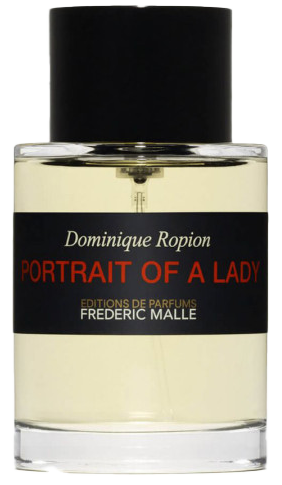 Dominique Ropion
PORTRAIT OF A LADY
EDITIONS DE PARFUMS
FREDERIC MALLE